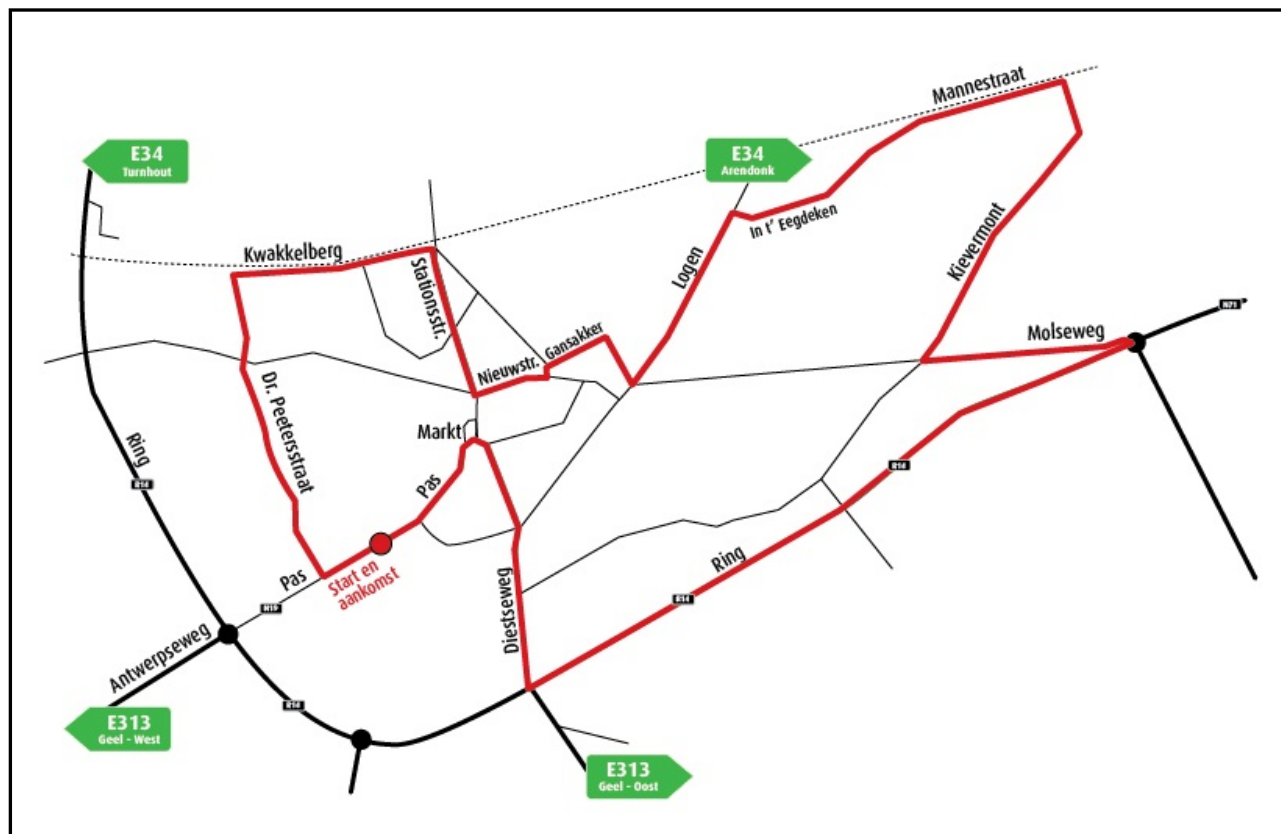 Mannestraat
E34
Turnhout
E34
Arendonk
In t' Eegdeken
Kwakkelberg
Stationsstr.
Logen
Kievermont
N71
Molseweg
Gansakker
Nieuwstr.
Dr. Peetersstraat
Markt
Ring
R14
Pas
R14
Start en
aankomst
Pas
N19
Ring
R14
Diestseweg
Antwerpseweg
R14
E313
Geel - West
E313
Geel - Oost